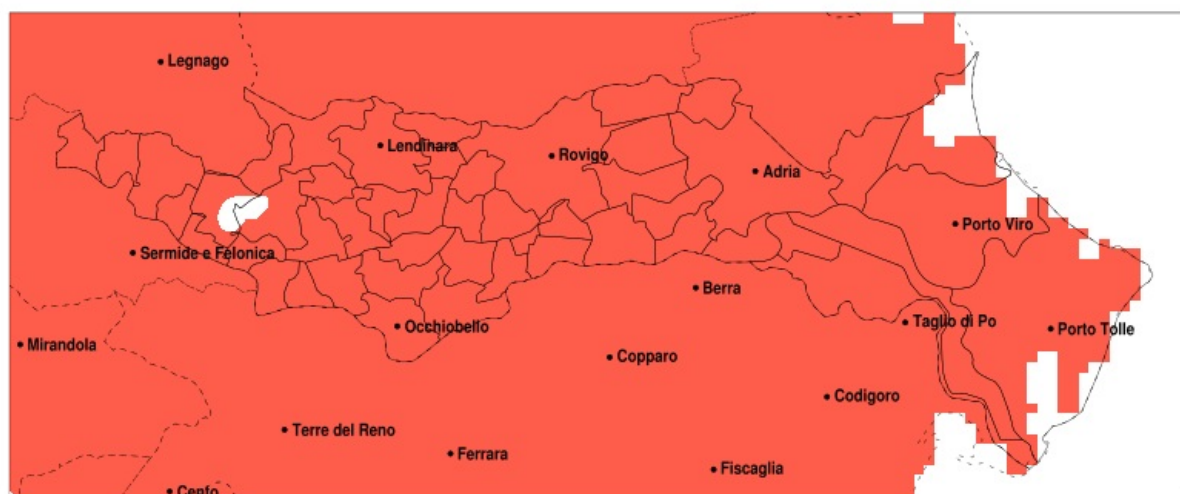 Legnago
Lendinara
Rovigo
Adria
Porto Viro
Sermide e Felonica
Berra
Taglio di Po
Porto Tolle
Occhiobello
Mirandola
Copparo
Codigoro
Terre del Reno
Ferrara
Fiscaglia
Cento